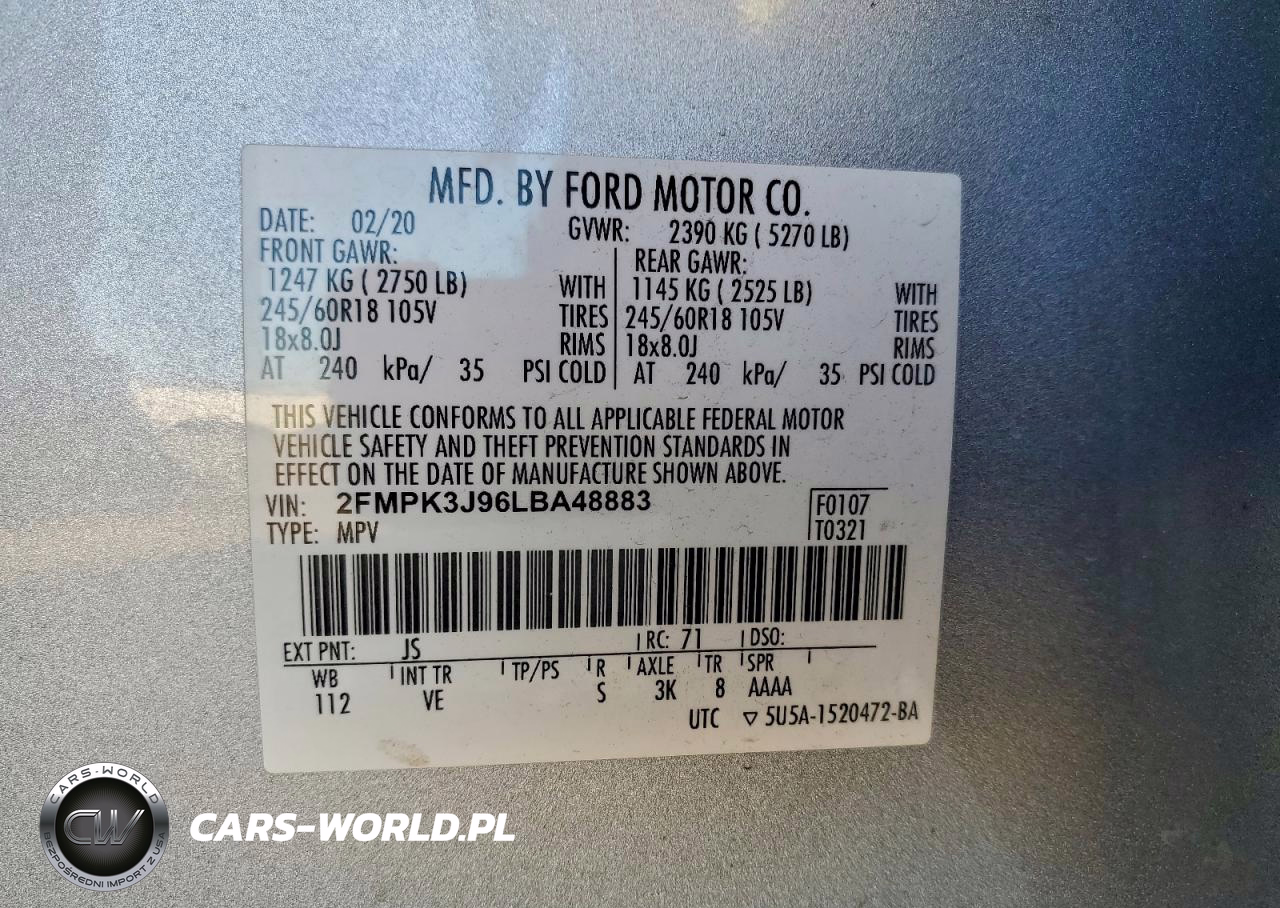 MFD. BY FORD MOTOR CO.
DATE: 02/20 GVWR: 2390 KG ( 5270 LB)
FRONT GAWR: REAR GAWR:
1247 KG ( 2750 LB) WITH 1145 KG ( 2525 LB) WITH
245/60R18 105V TIRES 245/60R18 105V TIRES
18x8.0J RIMS 18x8.0J RIMS
AT 240 kPa/ 35 PSI COLD AT 240 kPa/ 35 PSI COLD
THIS VEHICLE CONFORMS TO ALL APPLICABLE FEDERAL MOTOR
VEHICLE SAFETY AND THEFT PREVENTION STANDARDS IN
EFFECT ON THE DATE OF MANUFACTURE SHOWN ABOVE.
VIN: 2FMPK3J96LBA48883 F0107
TYPE: MPV T0321
EXT PNT: JS RC: 71 DSO:
WB INT TR TP/PS R AXLE TR SPR
112 VE S 3K 8 AAAA
UTC ▽ 5U5A-1520472-BA
CARS-WORLD
CW
BEZPOŚREDNI IMPORT Z USA
CARS-WORLD.PL